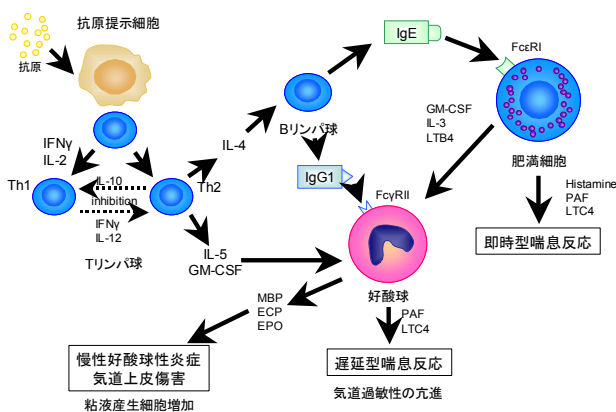 抗原提示細胞
抗原
IgE
FcεRI
IFNγ
IL-2
IL-4
Bリンパ球
GM-CSF
IL-3
LTB4
肥満細胞
Th1
IL-10
Th2
inhibition
IFNγ
IL-12
IgG1
FcγRII
Histamine
PAF
LTC4
Tリンパ球
IL-5
GM-CSF
即時型喘息反応
好酸球
MBP
ECP
EPO
PAF
LTC4
慢性好酸球性炎症
気道上皮傷害
遅延型喘息反応
粘液産生細胞増加
気道過敏性の亢進